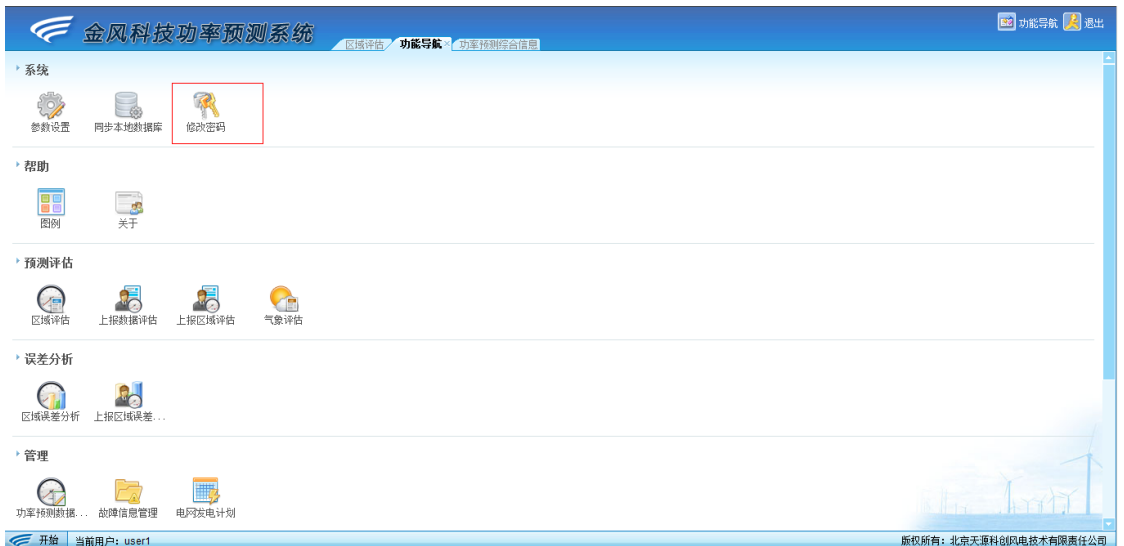 金风科技功率预测系统
区域评估 功能导航 × 功率预测综合信息
功能导航 退出
系统
参数设置 同步本地数据库 修改密码
帮助
图例 关于
预测评估
区域评估 上报数据评估 上报区域评估 气象评估
误差分析
区域误差分析 上报区域误差...
管理
功率预测数据... 故障信息管理 电网发电计划
开始 当前用户: user1
版权所有: 北京天源科创风电技术有限责任公司